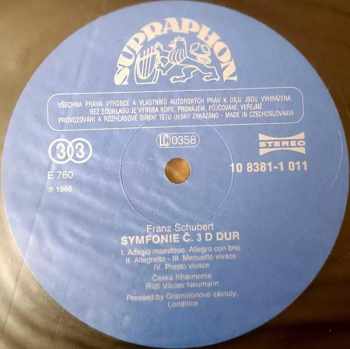 SUPRAPHON
VŠECHNA PRÁVA VÝROBCE A VLASTNÍKŮ AUTORSKÝCH PRÁV K DÍLU JSOU VYHRAZENA.
BEZ SOUHLASU JE VÝROBA KOPIÍ, PRONÁJEM, PŮJČOVÁNÍ, VEŘEJNÉ
PROVOZOVÁNÍ A ROZHLASOVÉ ŠÍŘENÍ TÉTO DESKY ZAKÁZÁNO - MADE IN CZECHOSLOVAKIA
33
LC 0358
STEREO
E 760
10 8381-1 011
Ⓟ 1986
Franz Schubert
SYMFONIE Č. 3 D DUR
I. Adagio maestoso. Allegro con brio
II. Allegretto - III. Menuetto vivace
IV. Presto vivace
Česká filharmonie
Řídí Václav Neumann
Pressed by Gramofonové závody,
Loděnice